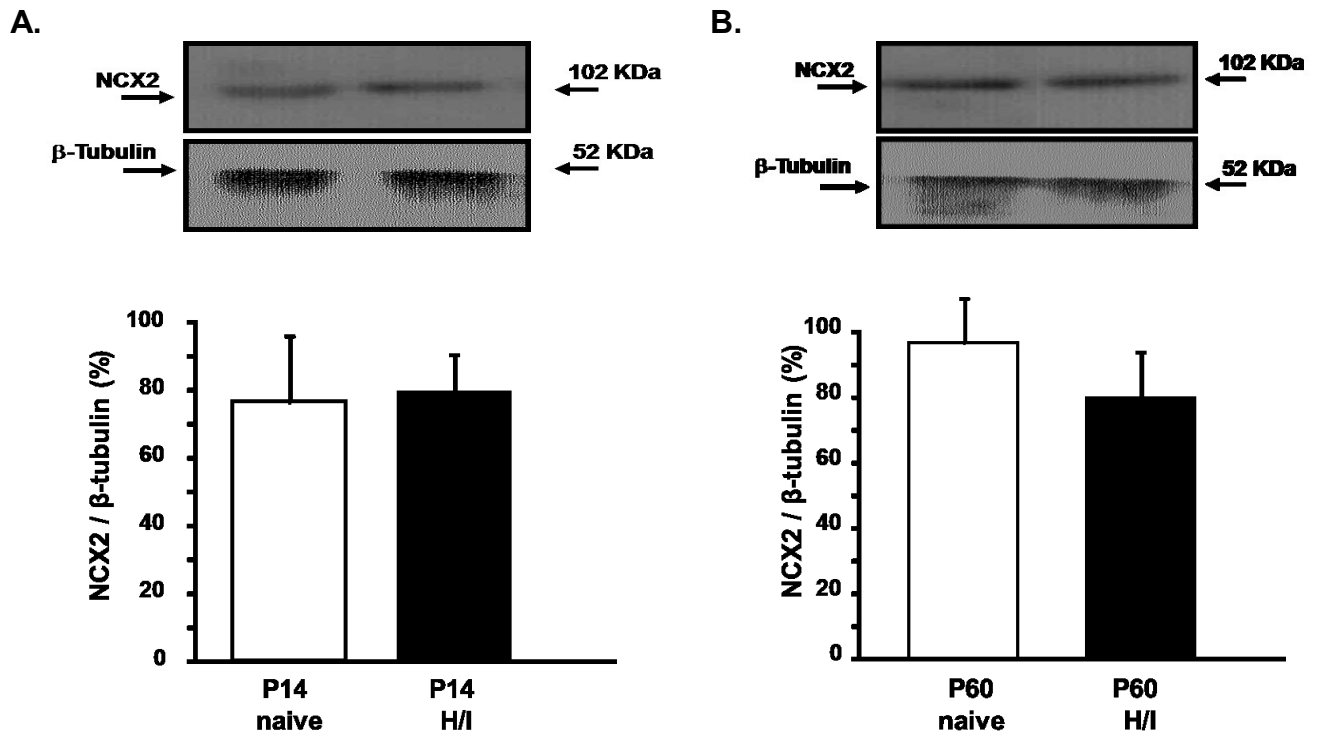 A.
NCX2
102 KDa
β-Tubulin
52 KDa
NCX2 / β-tubulin (%)
100
80
60
40
20
0
P14
naive
P14
H/I
B.
NCX2
102 KDa
β-Tubulin
52 KDa
NCX2 / β-tubulin (%)
100
80
60
40
20
0
P60
naive
P60
H/I